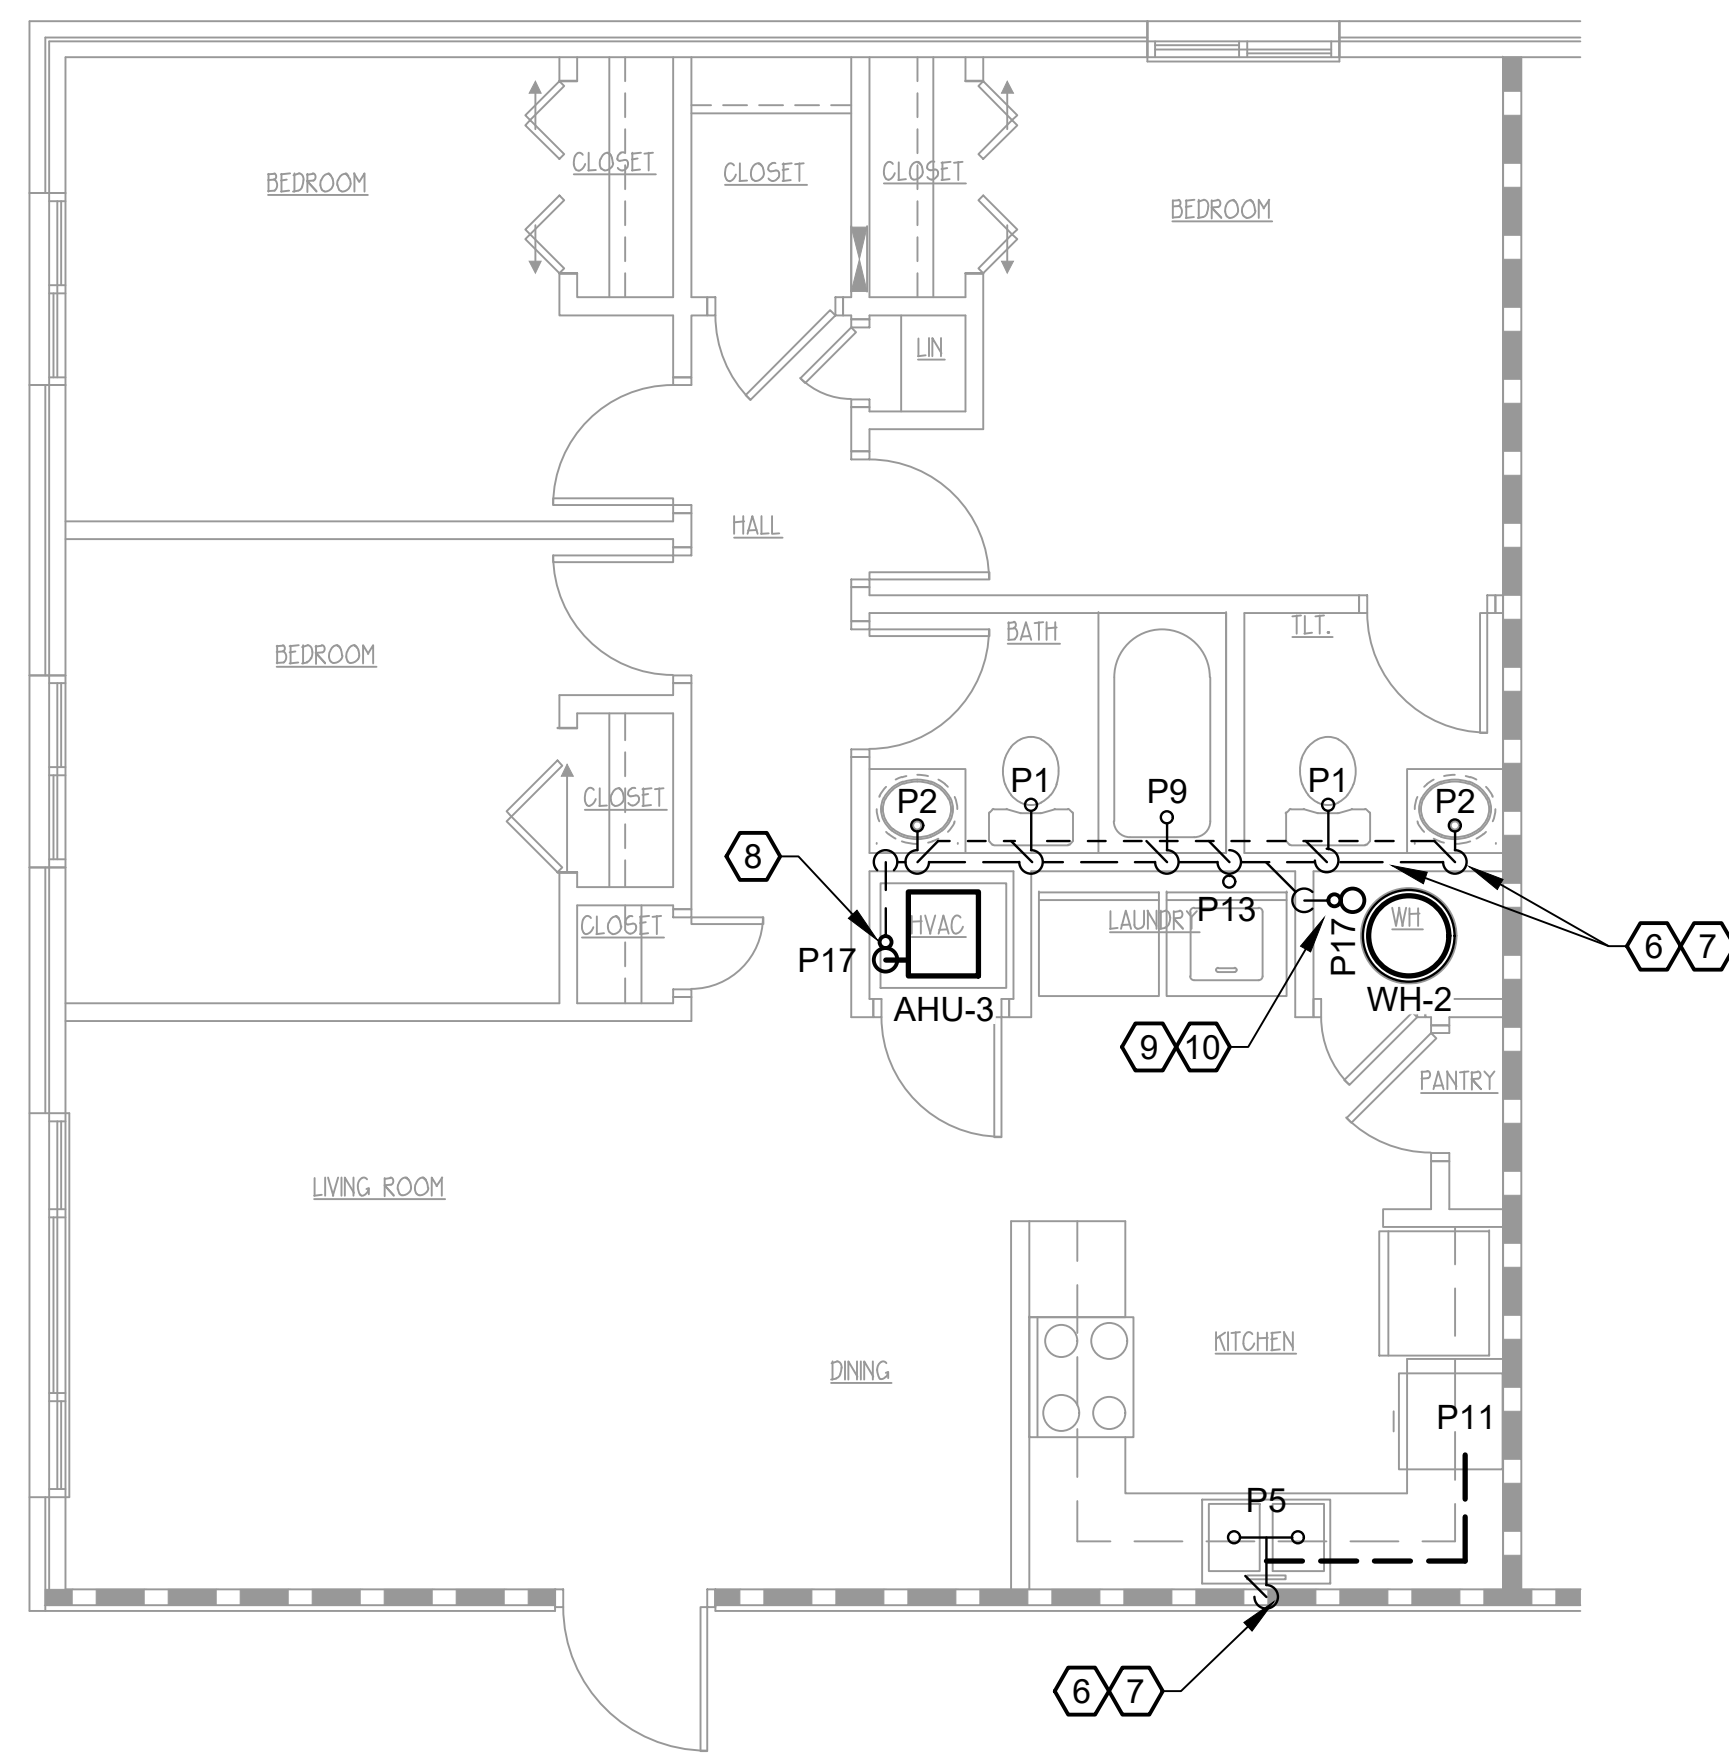 CLOSET
CLOSET
CLOSET
BEDROOM
BEDROOM
LIN
HALL
BATH
TLT.
BEDROOM
P1
P9
P1
P2
P2
CLOSET
8
CLOSET
HVAC
LAUNDRY
P13
P17
WH
6 7
P17
AHU-3
WH-2
9 10
PANTRY
LIVING ROOM
KITCHEN
DINING
P11
P5
6 7